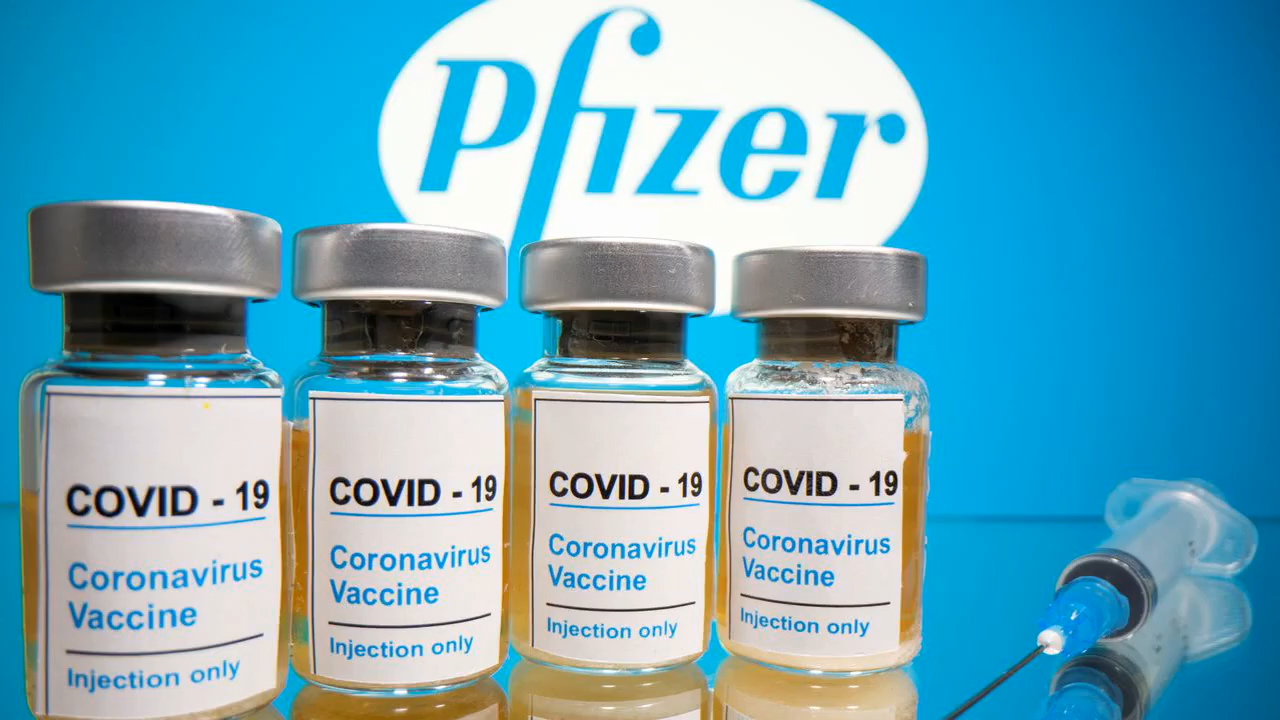 Pfizer
COVID - 19
Coronavirus
Vaccine
Injection only
COVID - 19
Coronavirus
Vaccine
Injection only
COVID - 19
Coronavirus
Vaccine
Injection only
COVID - 19
Coronavirus
Vaccine
Injection only